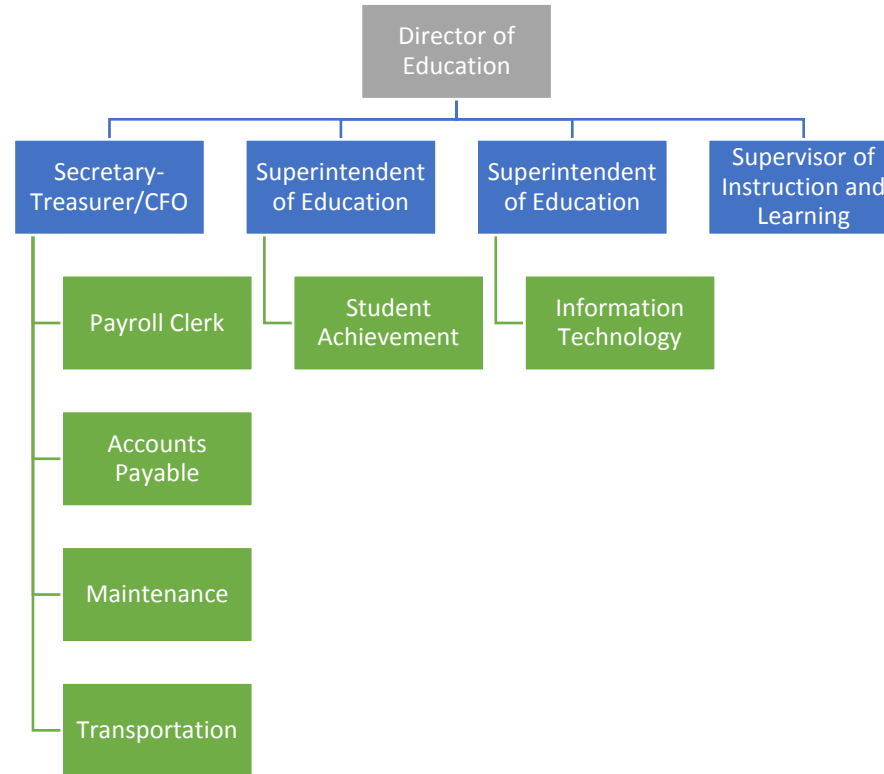 Director of
Education
Secretary-
Treasurer/CFO
Superintendent
of Education
Superintendent
of Education
Supervisor of
Instruction and
Learning
Payroll Clerk
Student
Achievement
Information
Technology
Accounts
Payable
Maintenance
Transportation